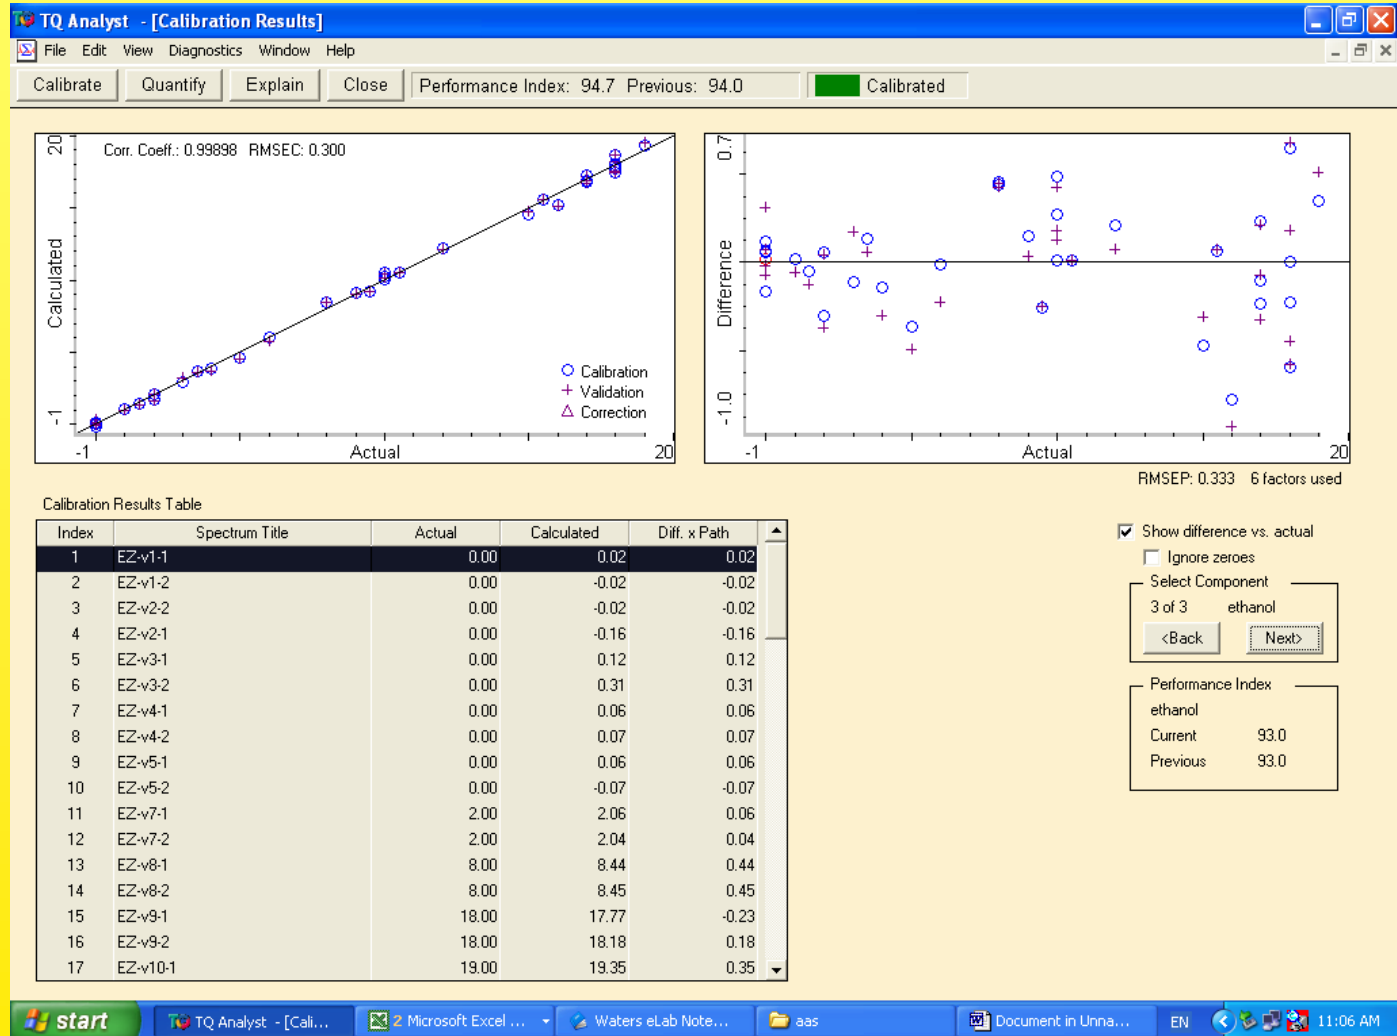 TQ Analyst - [Calibration Results]
File Edit View Diagnostics Window Help
Calibrate Quantify Explain Close Performance Index: 94.7 Previous: 94.0 Calibrated
20
Corr. Coeff.: 0.99898 RMSEC: 0.300
Calculated
-1
Calibration
Validation
Correction
-1 Actual 20
0.7
Difference
-1.0
-1 Actual 20
RMSEP: 0.333 6 factors used
Calibration Results Table
Index Spectrum Title Actual Calculated Diff. x Path
1 EZ-v1-1 0.00 0.02 0.02
2 EZ-v1-2 0.00 -0.02 -0.02
3 EZ-v2-2 0.00 -0.02 -0.02
4 EZ-v2-1 0.00 -0.16 -0.16
5 EZ-v3-1 0.00 0.12 0.12
6 EZ-v3-2 0.00 0.31 0.31
7 EZ-v4-1 0.00 0.06 0.06
8 EZ-v4-2 0.00 0.07 0.07
9 EZ-v5-1 0.00 0.06 0.06
10 EZ-v5-2 0.00 -0.07 -0.07
11 EZ-v7-1 2.00 2.06 0.06
12 EZ-v7-2 2.00 2.04 0.04
13 EZ-v8-1 8.00 8.44 0.44
14 EZ-v8-2 8.00 8.45 0.45
15 EZ-v9-1 18.00 17.77 -0.23
16 EZ-v9-2 18.00 18.18 0.18
17 EZ-v10-1 19.00 19.35 0.35
Show difference vs. actual
Ignore zeroes
Select Component
3 of 3 ethanol
<Back Next>
Performance Index
ethanol
Current 93.0
Previous 93.0
start TQ Analyst - [Cali... 2 Microsoft Excel ... Waters eLab Note... aas Document in Unna... EN 11:06 AM